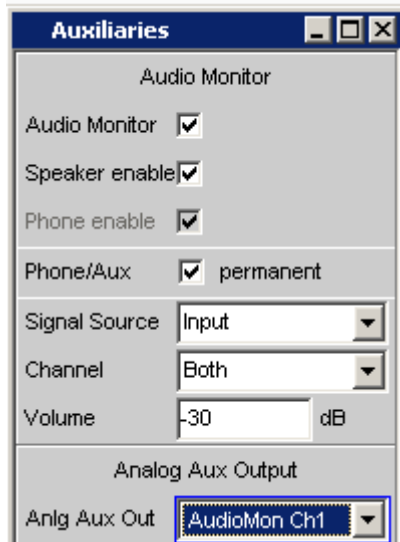 Auxiliaries
Audio Monitor
Audio Monitor
Speaker enable
Phone enable
Phone/Aux permanent
Signal Source Input
Channel Both
Volume -30 dB
Analog Aux Output
Anlg Aux Out AudioMon Ch1